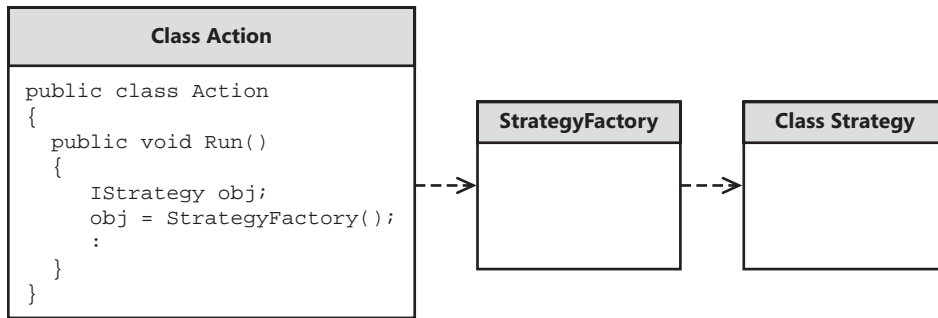 Class Action
public class Action
{
public void Run()
{
IStrategy obj;
obj = StrategyFactory();
:
}
}
StrategyFactory
Class Strategy